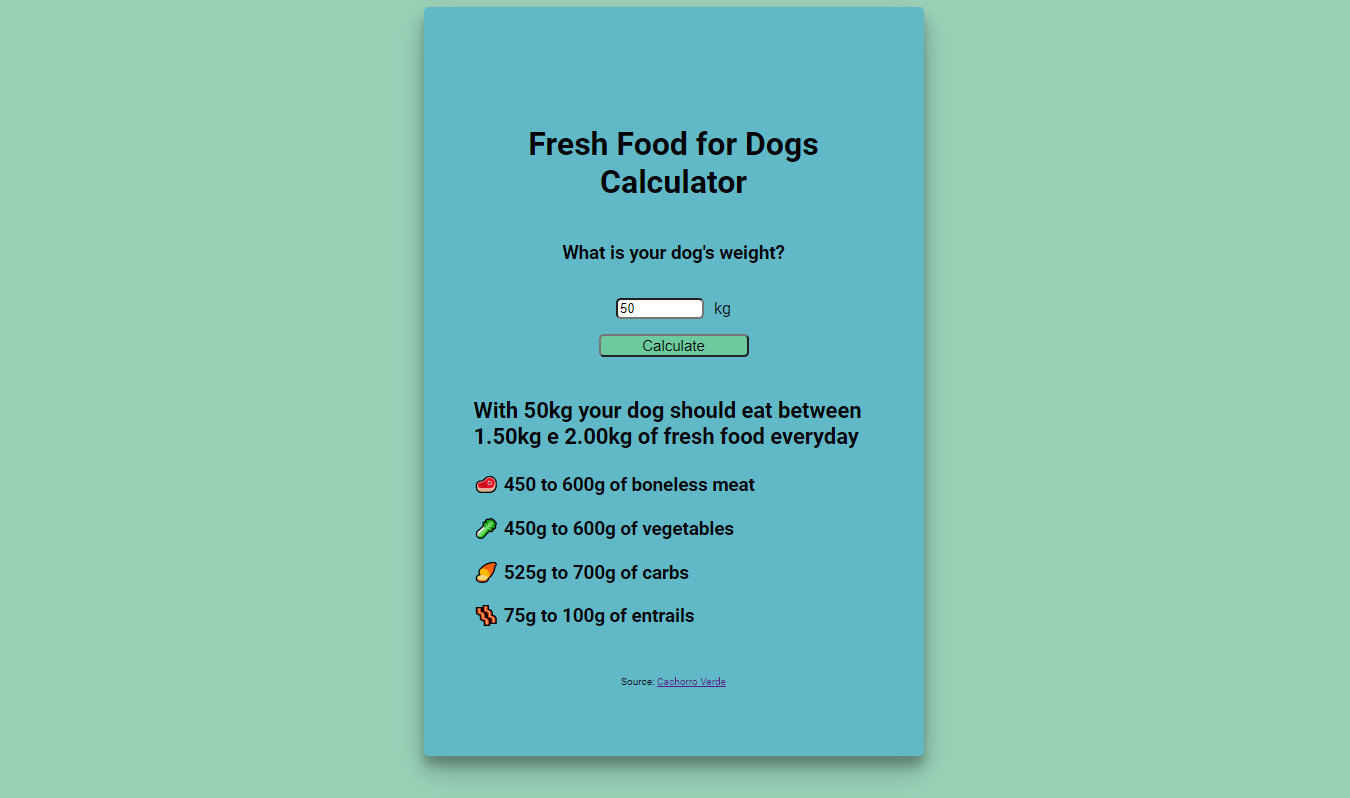 Fresh Food for Dogs
Calculator
What is your dog's weight?
50 kg
Calculate
With 50kg your dog should eat between
1.50kg e 2.00kg of fresh food everyday
450 to 600g of boneless meat
450g to 600g of vegetables
525g to 700g of carbs
75g to 100g of entrails
Source: Cachorro Verde